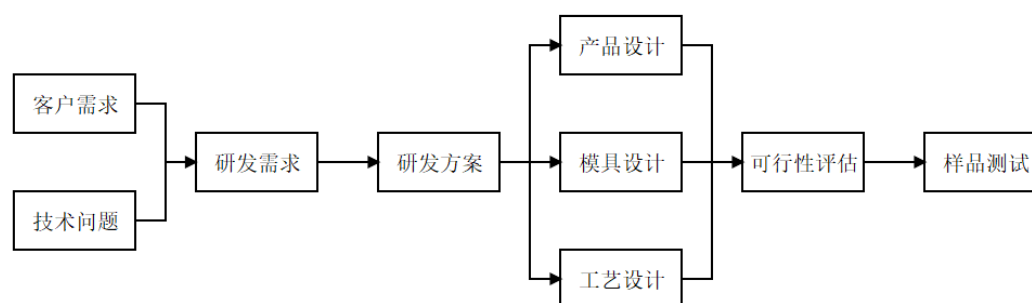 客户需求
技术问题
研发需求
研发方案
产品设计
模具设计
工艺设计
可行性评估
样品测试